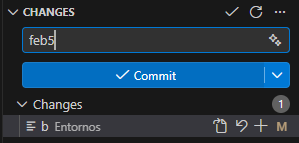 CHANGES
feb5
Commit
Changes 1
b Entornos M